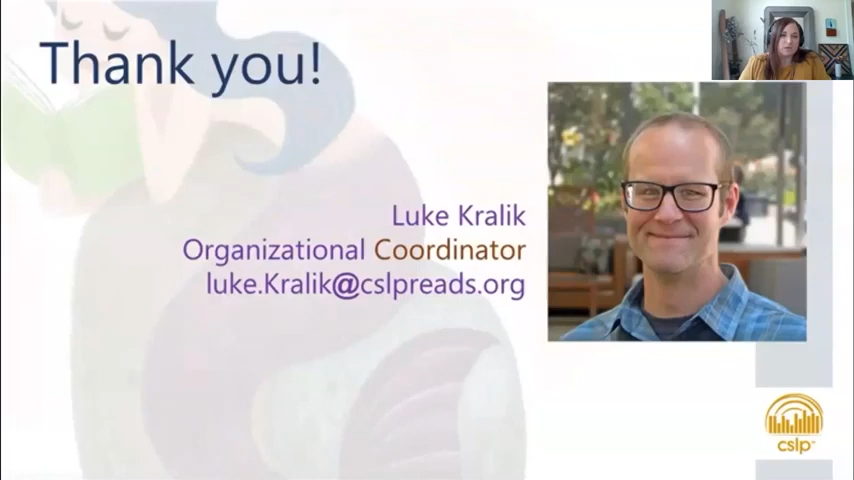 Thank you!
Luke Kralik
Organizational Coordinator
luke.Kralik@cslpreads.org
cslp